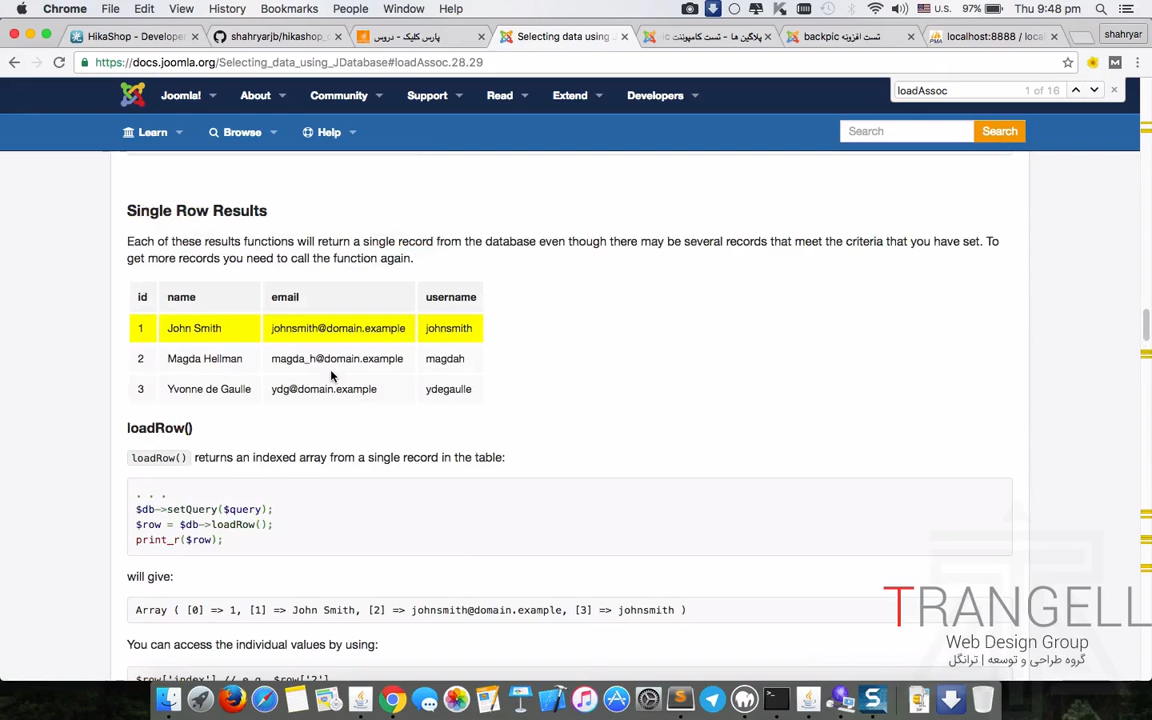 Chrome File Edit View History Bookmarks People Window Help U.S. 97% Thu 9:48 pm
HikaShop - Develope × shahryarjb/hikashop_c × پارس کلیک - دروس × Selecting data using J × پلاگین ها - تست کامپوننت × تست افزونه backpic × localhost:8888 / localh × shahryar
https://docs.joomla.org/Selecting_data_using_JDatabase#loadAssoc.28.29
loadAssoc 1 of 16
Joomla! About Community Support Read Extend Developers
Learn Browse Help Search Search
Single Row Results
Each of these results functions will return a single record from the database even though there may be several records that meet the criteria that you have set. To
get more records you need to call the function again.
id name email username
1 John Smith johnsmith@domain.example johnsmith
2 Magda Hellman magda_h@domain.example magdah
3 Yvonne de Gaulle ydg@domain.example ydegaulle
loadRow()
loadRow() returns an indexed array from a single record in the table:
. . .
$db->setQuery($query);
$row = $db->loadRow();
print_r($row);
will give:
Array ( [0] => 1, [1] => John Smith, [2] => johnsmith@domain.example, [3] => johnsmith )
You can access the individual values by using:
$row['index'] // e.g. $row['2']
TRANGELL
Web Design Group
گروه طراحی و توسعه | ترانگل